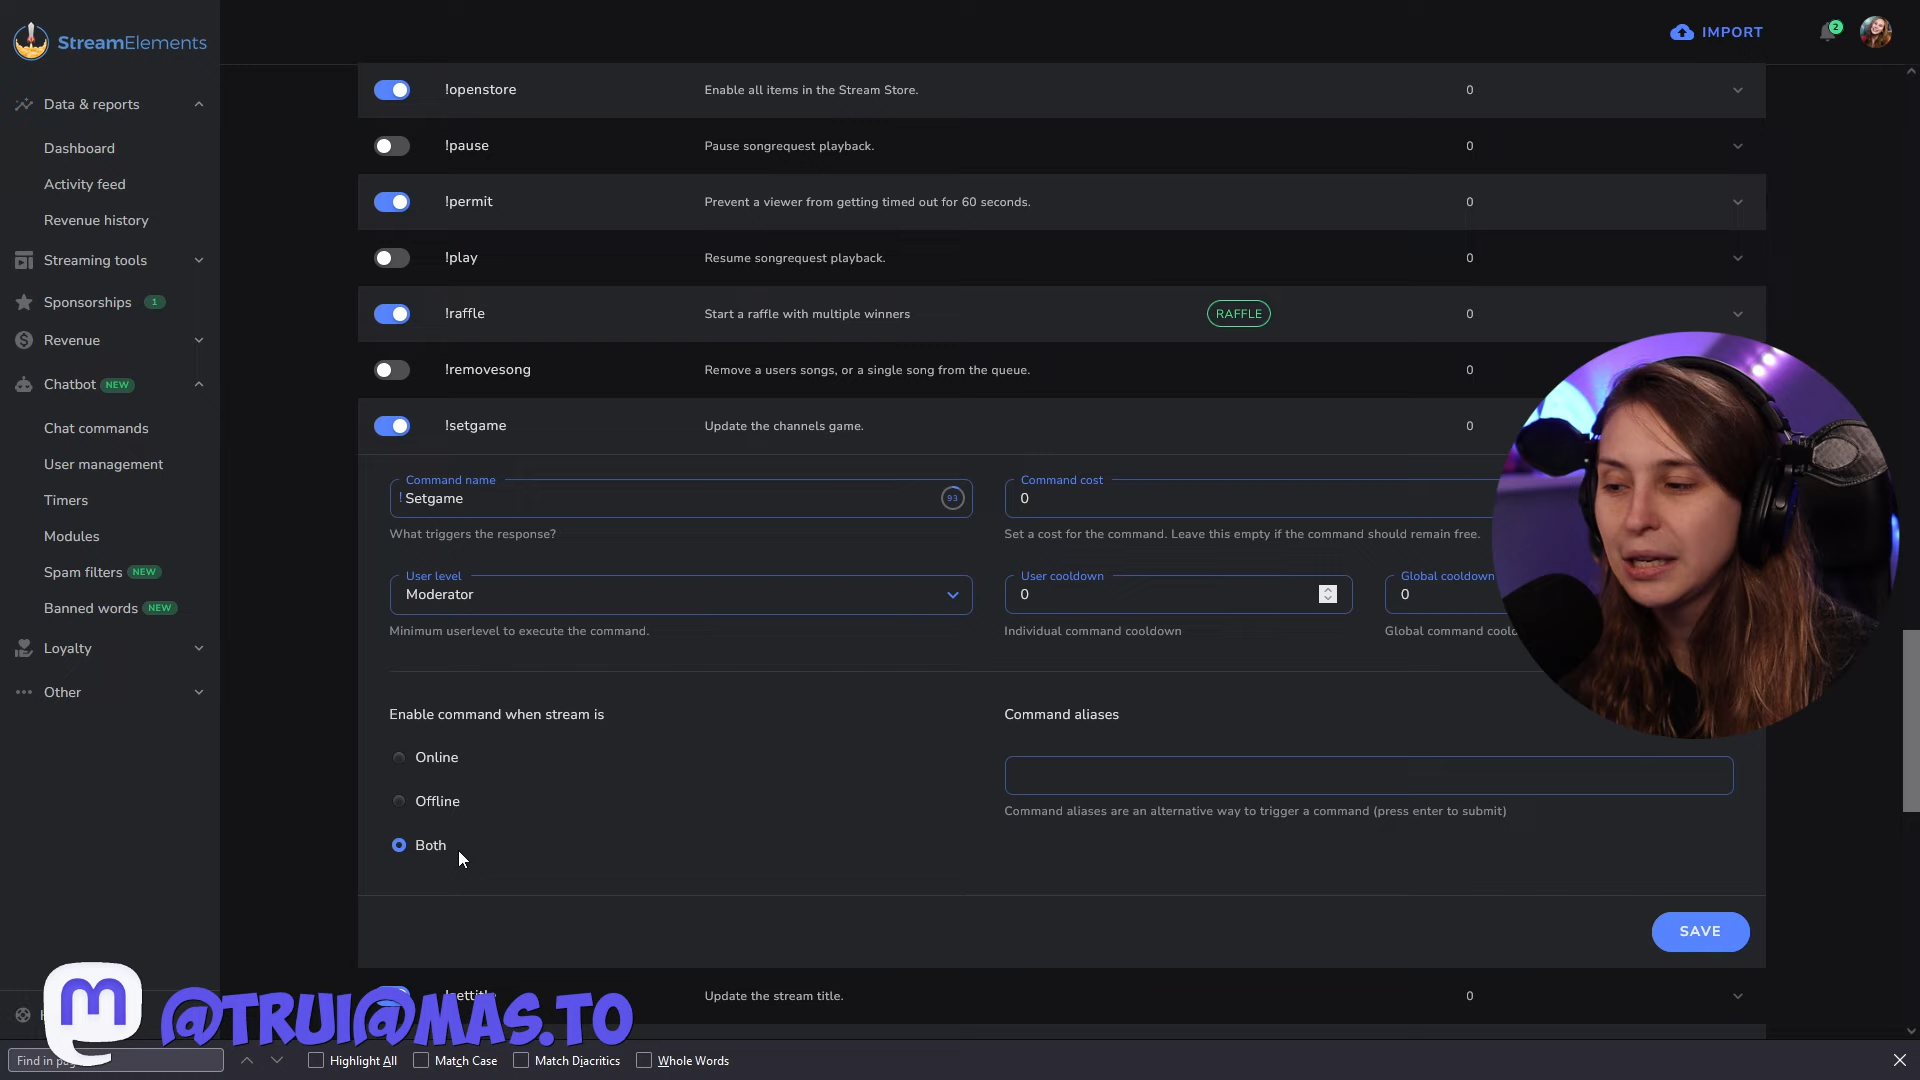 StreamElements
IMPORT
2
Data & reports
Dashboard
Activity feed
Revenue history
Streaming tools
Sponsorships 1
Revenue
Chatbot NEW
Chat commands
User management
Timers
Modules
Spam filters NEW
Banned words NEW
Loyalty
Other
!openstore Enable all items in the Stream Store. 0
!pause Pause songrequest playback. 0
!permit Prevent a viewer from getting timed out for 60 seconds. 0
!play Resume songrequest playback. 0
!raffle Start a raffle with multiple winners RAFFLE 0
!removesong Remove a users songs, or a single song from the queue. 0
!setgame Update the channels game. 0
Command name
! Setgame 93
What triggers the response?
Command cost
0
Set a cost for the command. Leave this empty if the command should remain free.
User level
Moderator
Minimum userlevel to execute the command.
User cooldown
0
Individual command cooldown
Global cooldown
0
Global command
Enable command when stream is
Online
Offline
Both
Command aliases
Command aliases are an alternative way to trigger a command (press enter to submit)
SAVE
Update the stream title. 0
m @TRUI@MAS.TO
Find in
Highlight All Match Case Match Diacritics Whole Words